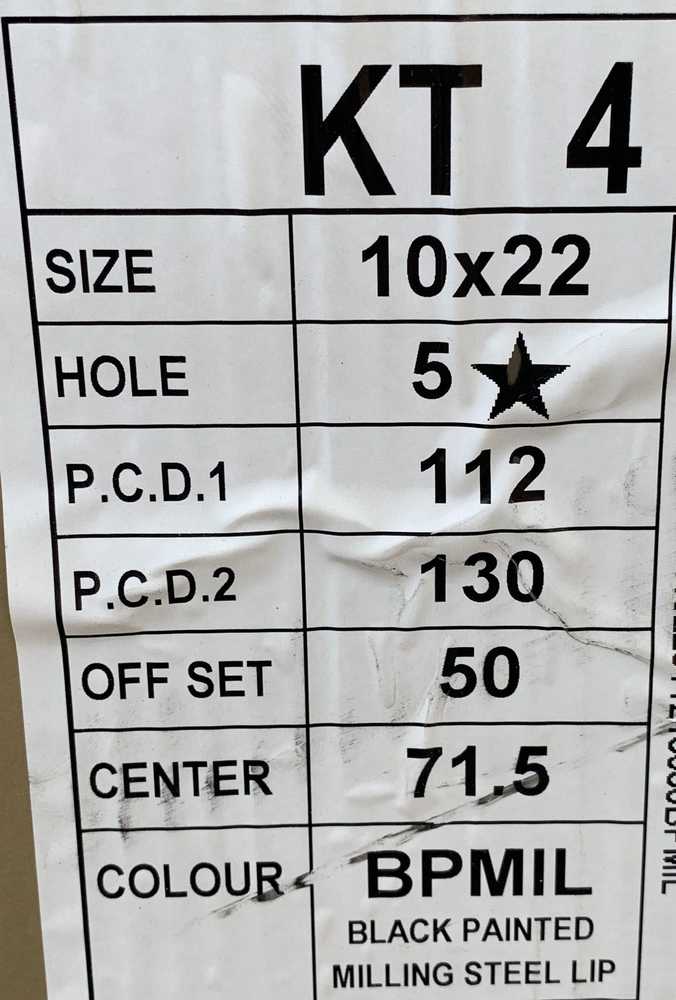 KT 4
SIZE 10x22
HOLE 5 ★
P.C.D.1 112
P.C.D.2 130
OFF SET 50
CENTER 71.5
COLOUR BPMIL
BLACK PAINTED
MILLING STEEL LIP